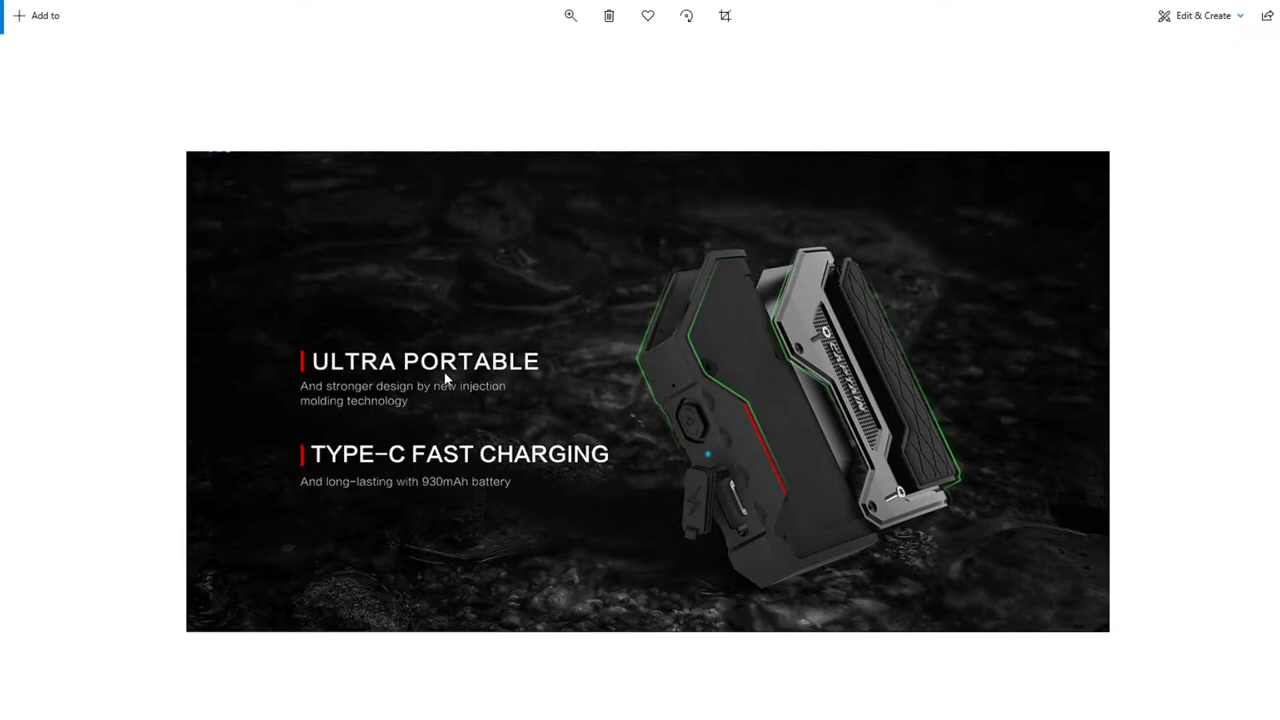 Add to
Edit & Create
ULTRA PORTABLE
And stronger design by new injection
molding technology
TYPE-C FAST CHARGING
And long-lasting with 930mAh battery